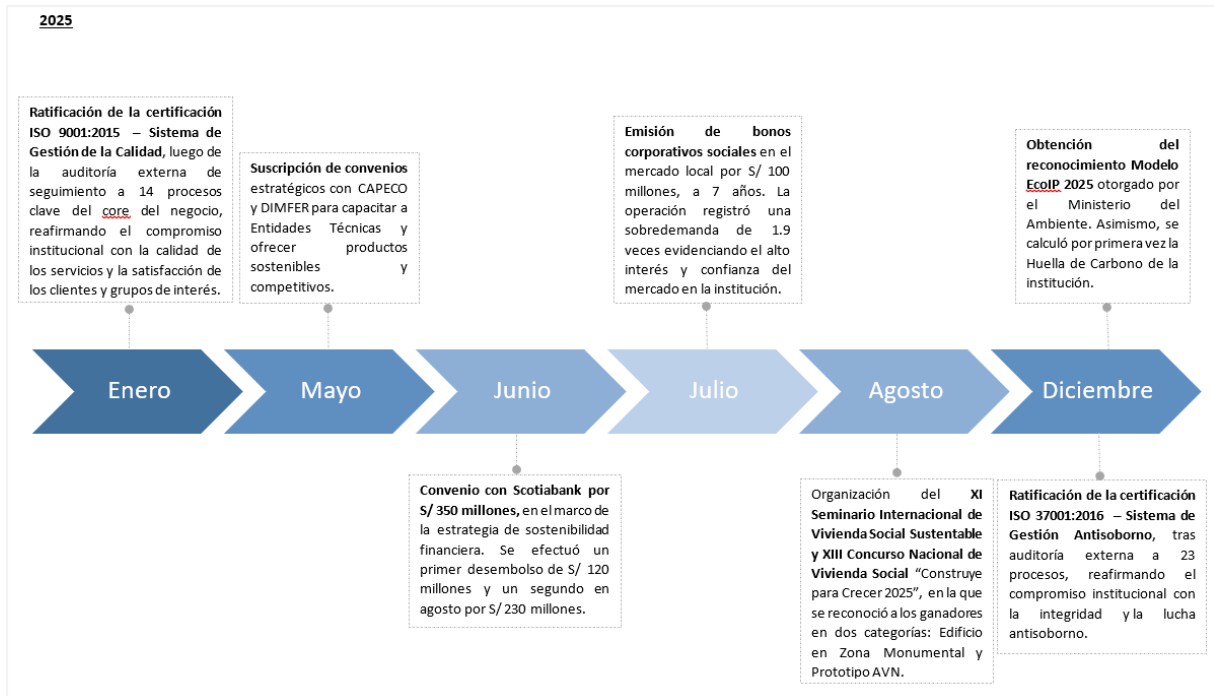 2025
Ratificación de la certificación
ISO 9001:2015 – Sistema de
Gestión de la Calidad, luego de
la auditoría externa de
seguimiento a 14 procesos
clave del core del negocio,
reafirmando el compromiso
institucional con la calidad de
los servicios y la satisfacción de
los clientes y grupos de interés.
Suscripción de convenios
estratégicos con CAPECO
y DIMFER para capacitar a
Entidades Técnicas y
ofrecer productos
sostenibles y
competitivos.
Emisión de bonos
corporativos sociales en el
mercado local por S/ 100
millones, a 7 años. La
operación registró una
sobredemanda de 1.9
veces evidenciando el alto
interés y confianza del
mercado en la institución.
Obtención del
reconocimiento Modelo
EcoIP 2025 otorgado por
el Ministerio del
Ambiente. Asimismo, se
calculó por primera vez la
Huella de Carbono de la
institución.
Enero
Mayo
Junio
Julio
Agosto
Diciembre
Convenio con Scotiabank por
S/ 350 millones, en el marco de
la estrategia de sostenibilidad
financiera. Se efectuó un
primer desembolso de S/ 120
millones y un segundo en
agosto por S/ 230 millones.
Organización del XI
Seminario Internacional de
Vivienda Social Sustentable
y XIII Concurso Nacional de
Vivienda Social “Construye
para Crecer 2025”, en la que
se reconoció a los ganadores
en dos categorías: Edificio
en Zona Monumental y
Prototipo AVN.
Ratificación de la certificación
ISO 37001:2016 – Sistema de
Gestión Antisoborno, tras
auditoría externa a 23
procesos, reafirmando el
compromiso institucional con
la integridad y la lucha
antisoborno.